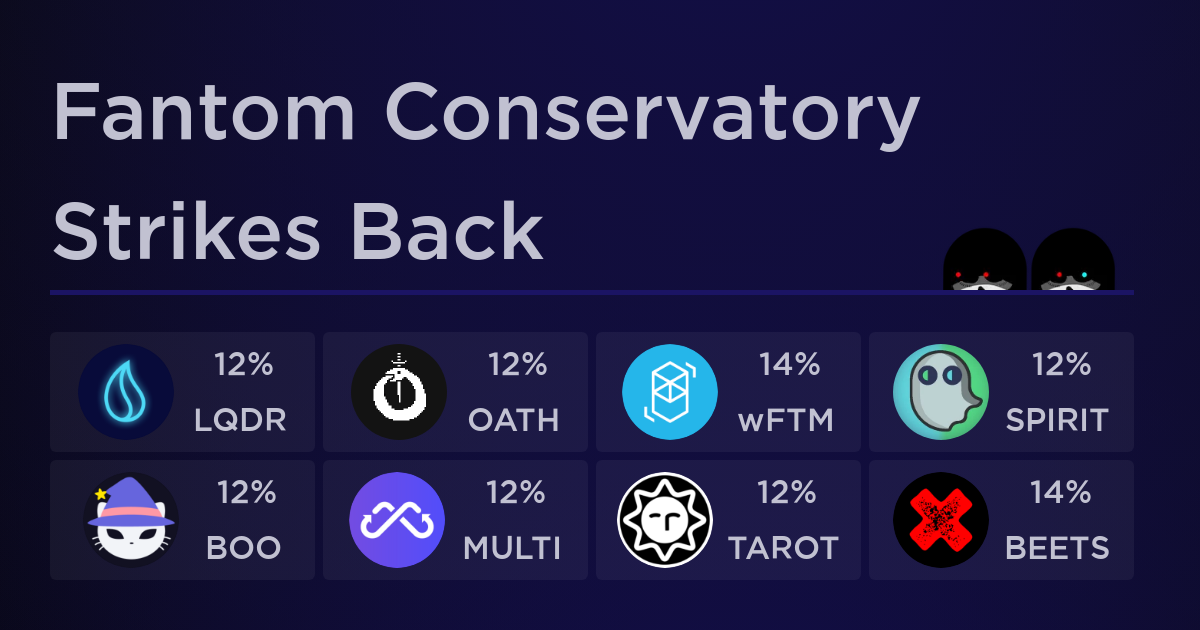 Fantom Conservatory
Strikes Back
12%
LQDR
12%
OATH
14%
wFTM
12%
SPIRIT
12%
BOO
12%
MULTI
12%
TAROT
14%
BEETS